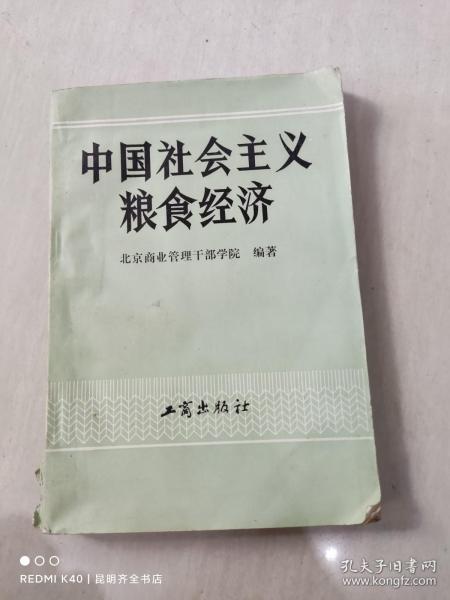 中国社会主义
粮食经济
北京商业管理干部学院 编著
工商出版社
REDMI K40 | 昆明齐全书店
孔夫子旧书网
www.kongfz.com